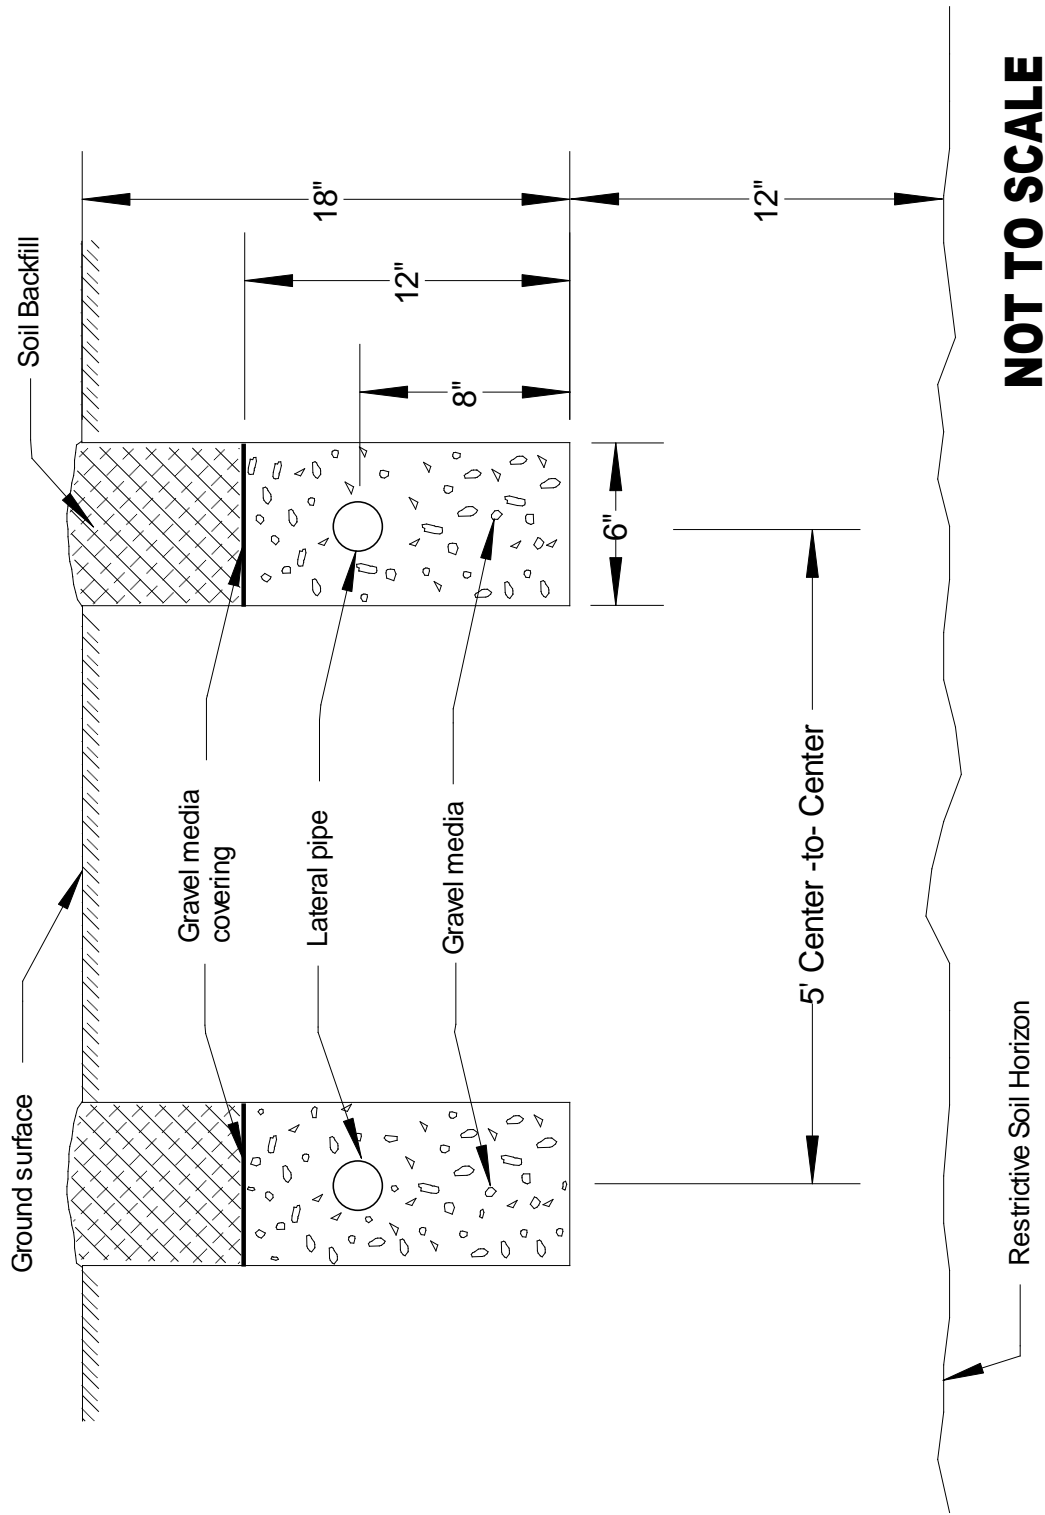 Ground surface
Soil Backfill
Gravel media
covering
Lateral pipe
Gravel media
18"
12"
8"
6"
12"
5' Center -to- Center
Restrictive Soil Horizon
NOT TO SCALE